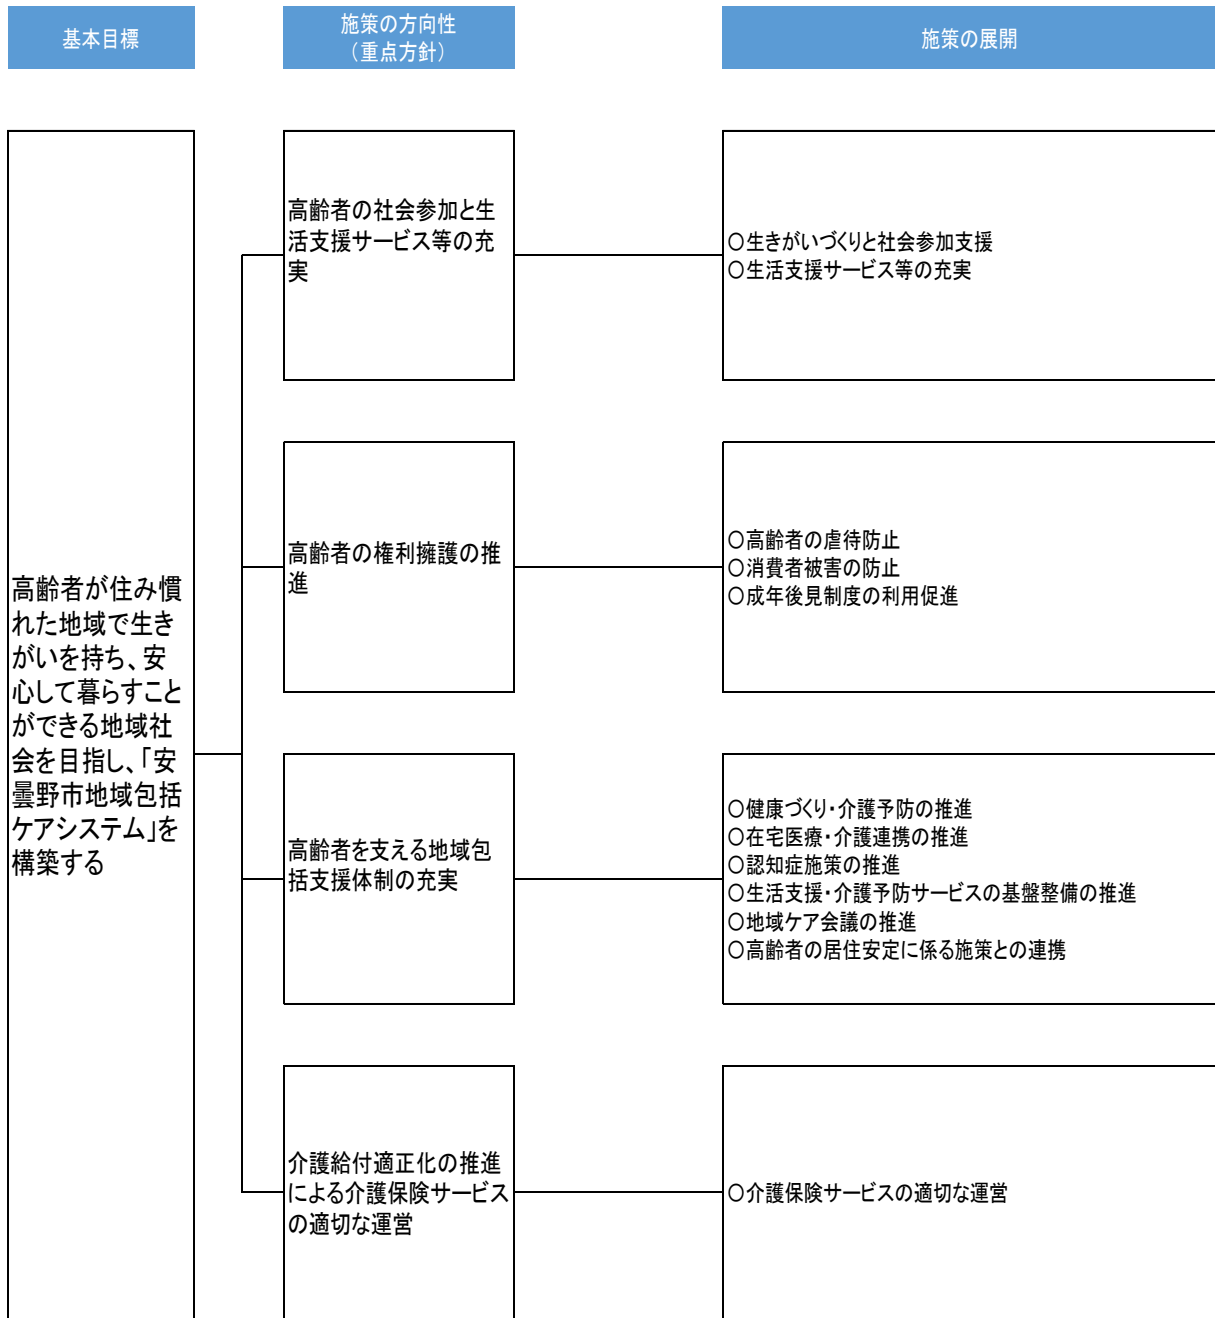 基本目標
施策の方向性
（重点方針）
施策の展開
高齢者が住み慣
れた地域で生き
がいを持ち、安
心して暮らすこと
ができる地域社
会を目指し、「安
曇野市地域包括
ケアシステム」を
構築する
高齢者の社会参加と生
活支援サービス等の充
実
○生きがいづくりと社会参加支援
○生活支援サービス等の充実
高齢者の権利擁護の推
進
○高齢者の虐待防止
○消費者被害の防止
○成年後見制度の利用促進
高齢者を支える地域包
括支援体制の充実
○健康づくり・介護予防の推進
○在宅医療・介護連携の推進
○認知症施策の推進
○生活支援・介護予防サービスの基盤整備の推進
○地域ケア会議の推進
○高齢者の居住安定に係る施策との連携
介護給付適正化の推進
による介護保険サービス
の適切な運営
○介護保険サービスの適切な運営